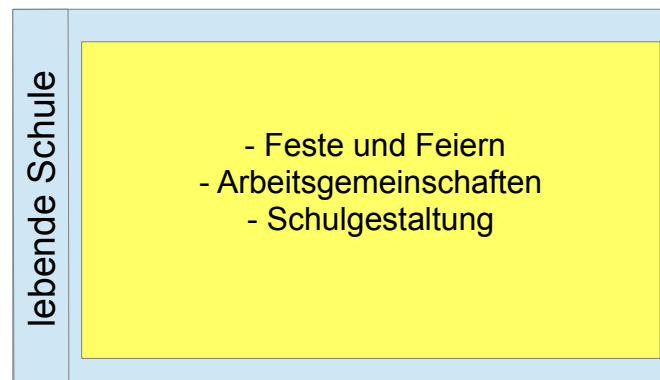 lebende Schule
- Feste und Feiern
- Arbeitsgemeinschaften
- Schulgestaltung